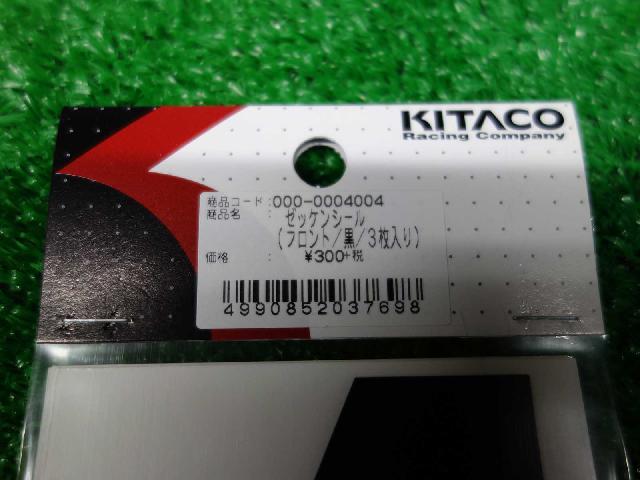 KITACO
Racing Company
商品コード :000-0004004
商品名 : ゼッケンシール
(フロント/黒/3枚入り)
価格 : ¥300+税
4990852037698